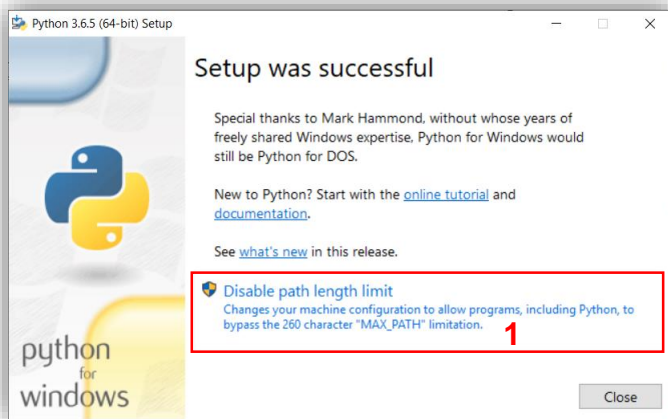 Python 3.6.5 (64-bit) Setup
Setup was successful
Special thanks to Mark Hammond, without whose years of
freely shared Windows expertise, Python for Windows would
still be Python for DOS.
New to Python? Start with the online tutorial and
documentation.
See what's new in this release.
Disable path length limit
Changes your machine configuration to allow programs, including Python, to
bypass the 260 character "MAX_PATH" limitation.
1
python
for
windows
Close